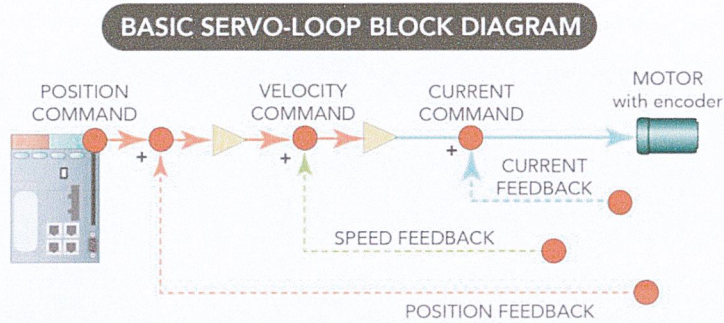 BASIC SERVO-LOOP BLOCK DIAGRAM
POSITION
COMMAND
VELOCITY
COMMAND
CURRENT
COMMAND
MOTOR
with encoder
+
+
+
CURRENT
FEEDBACK
SPEED FEEDBACK
POSITION FEEDBACK